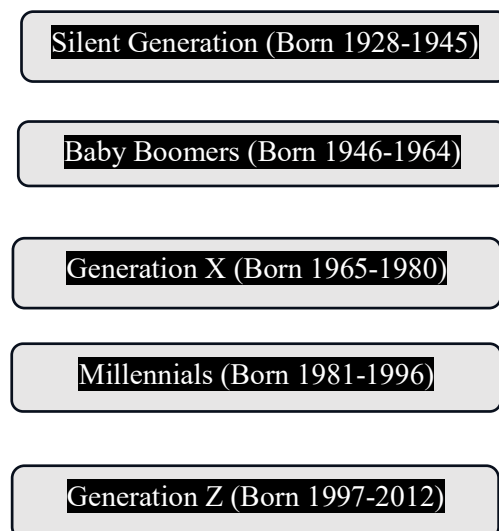 Silent Generation (Born 1928-1945)
Baby Boomers (Born 1946-1964)
Generation X (Born 1965-1980)
Millennials (Born 1981-1996)
Generation Z (Born 1997-2012)